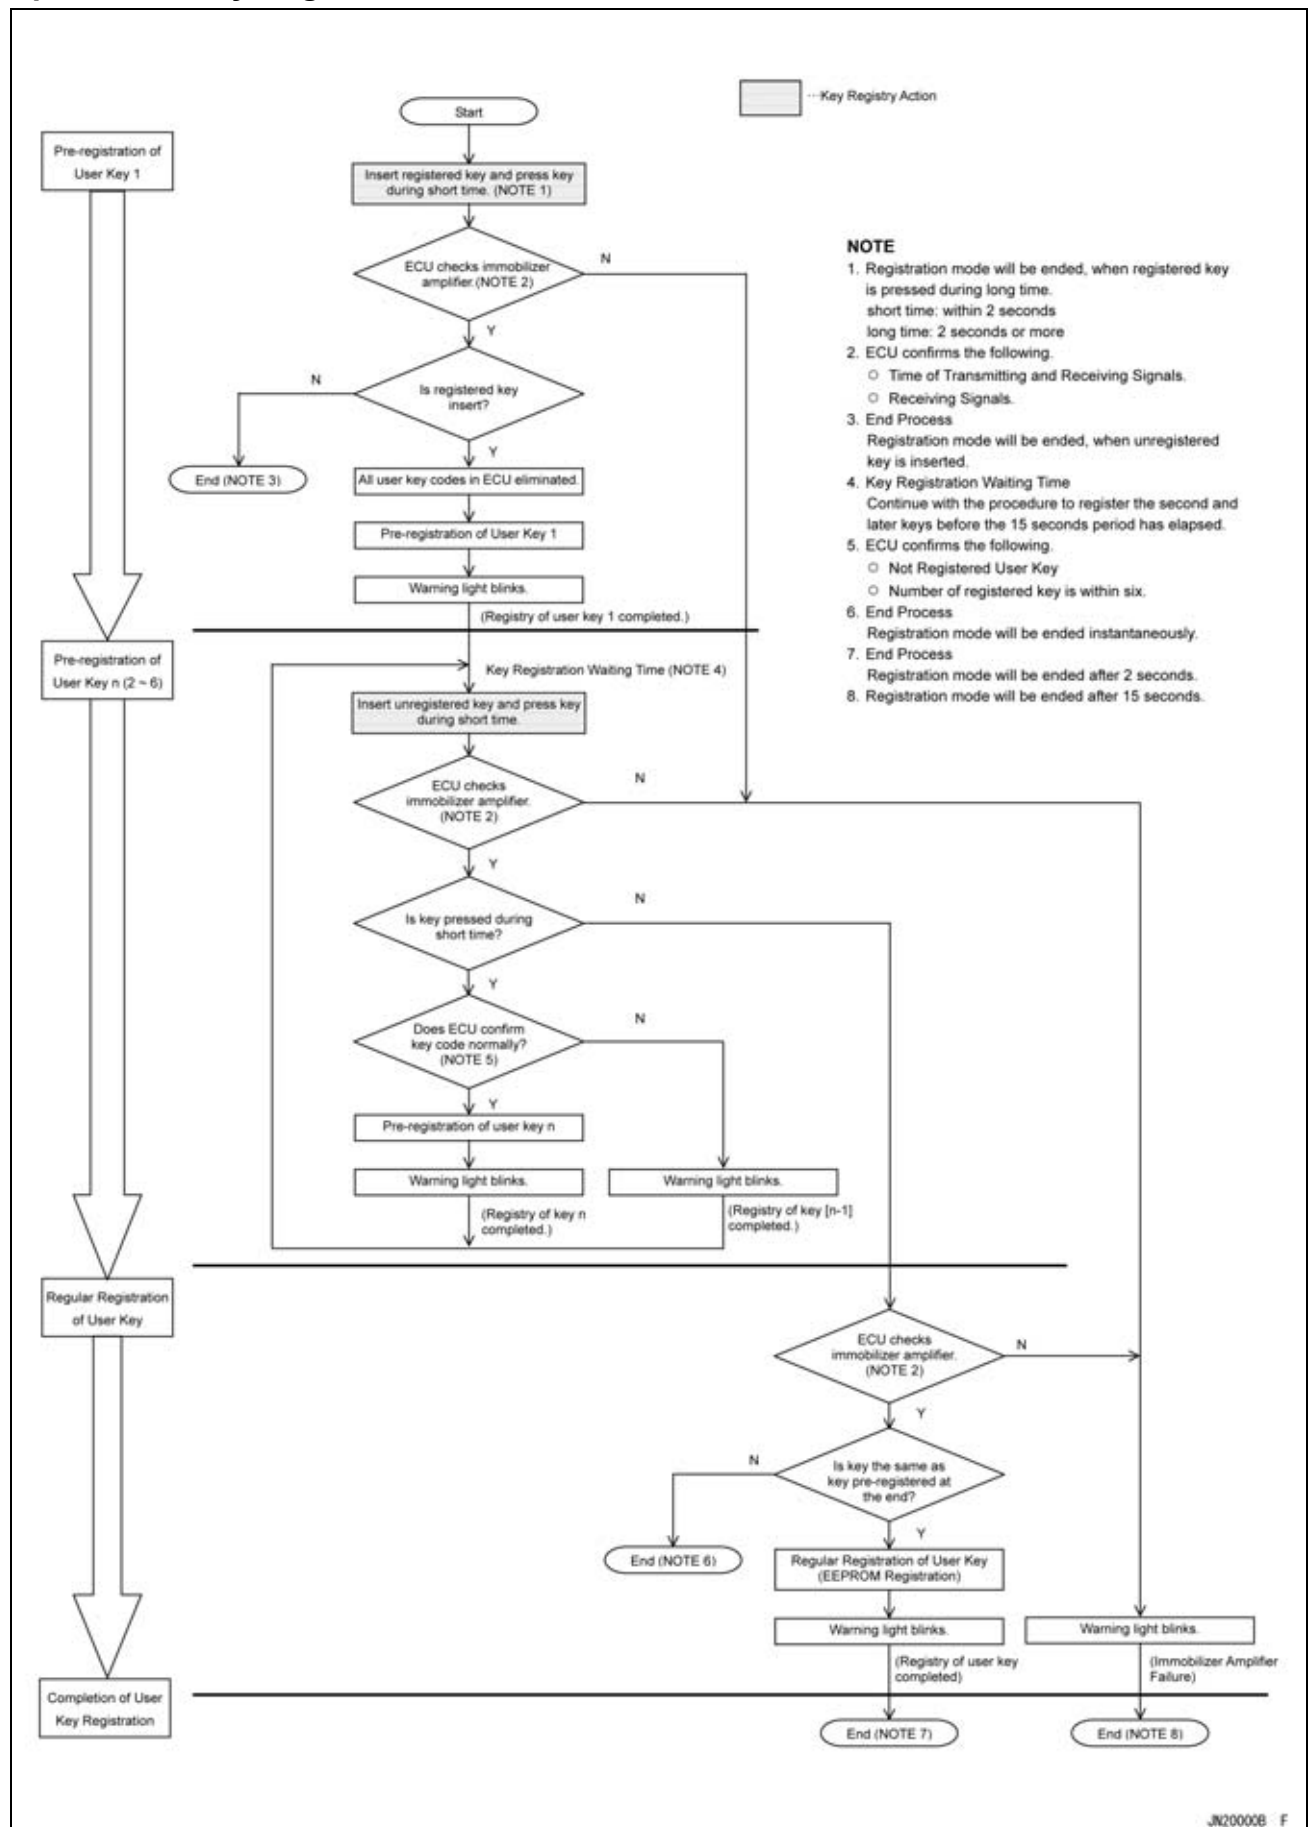 Start
···Key Registry Action
Pre-registration of
User Key 1
Insert registered key and press key
during short time. (NOTE 1)
ECU checks immobilizer
amplifier.(NOTE 2)
N
Y
Is registered key
insert?
N
Y
End (NOTE 3)
All user key codes in ECU eliminated.
Pre-registration of User Key 1
Warning light blinks.
(Registry of user key 1 completed.)
NOTE
1. Registration mode will be ended, when registered key
is pressed during long time.
short time: within 2 seconds
long time: 2 seconds or more
2. ECU confirms the following.
○ Time of Transmitting and Receiving Signals.
○ Receiving Signals.
3. End Process
Registration mode will be ended, when unregistered
key is inserted.
4. Key Registration Waiting Time
Continue with the procedure to register the second and
later keys before the 15 seconds period has elapsed.
5. ECU confirms the following.
○ Not Registered User Key
○ Number of registered key is within six.
6. End Process
Registration mode will be ended instantaneously.
7. End Process
Registration mode will be ended after 2 seconds.
8. Registration mode will be ended after 15 seconds.
Pre-registration of
User Key n (2 ~ 6)
Key Registration Waiting Time (NOTE 4)
Insert unregistered key and press key
during short time.
ECU checks
immobilizer amplifier.
(NOTE 2)
N
Y
Is key pressed during
short time?
N
Y
Does ECU confirm
key code normally?
(NOTE 5)
N
Y
Pre-registration of user key n
Warning light blinks.
(Registry of key n
completed.)
Warning light blinks.
(Registry of key [n-1]
completed.)
Regular Registration
of User Key
ECU checks
immobilizer amplifier.
(NOTE 2)
N
Y
Is key the same as
key pre-registered at
the end?
N
Y
End (NOTE 6)
Regular Registration of User Key
(EEPROM Registration)
Warning light blinks.
(Registry of user key
completed)
Warning light blinks.
(Immobilizer Amplifier
Failure)
Completion of User
Key Registration
End (NOTE 7)
End (NOTE 8)
JN20000B F